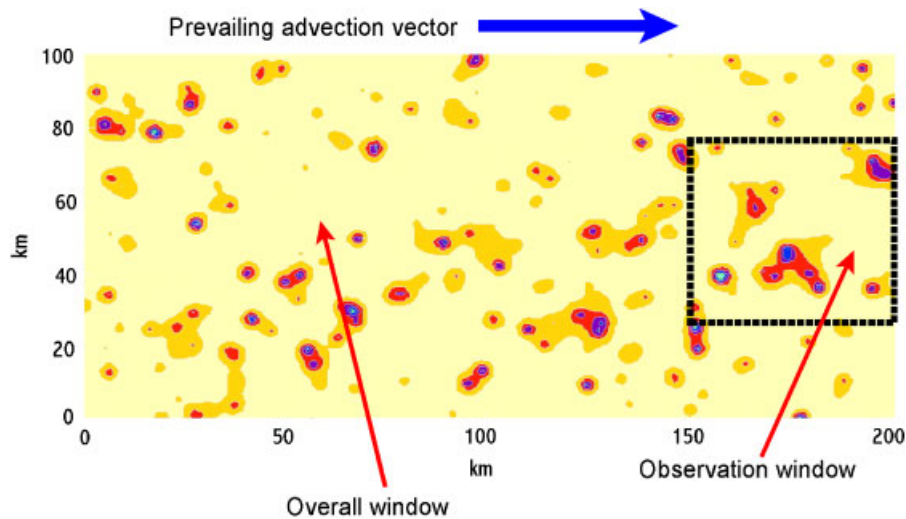 Prevailing advection vector
100
80
60
40
20
0
km
0 50 100 150 200
km
Observation window
Overall window